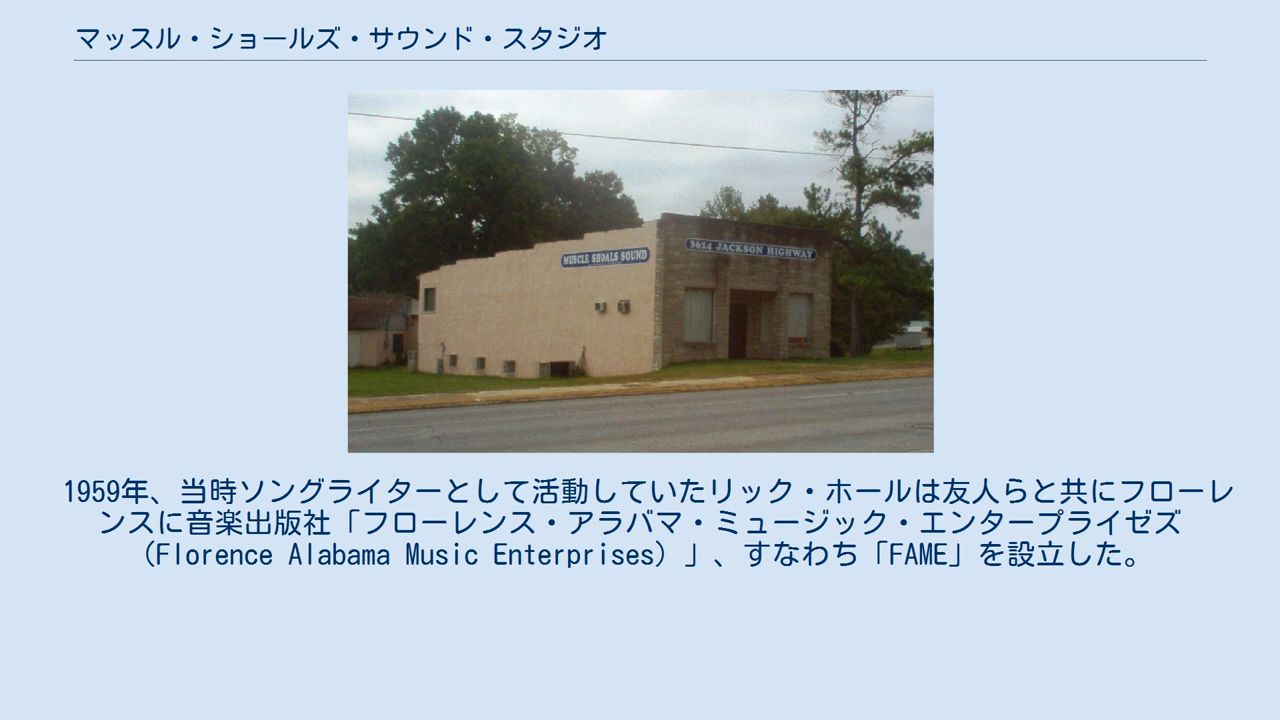 マッスル・ショールズ・サウンド・スタジオ
MUSCLE SHOALS SOUND
3614 JACKSON HIGHWAY
1959年、当時ソングライターとして活動していたリック・ホールは友人らと共にフローレ
ンスに音楽出版社「フローレンス・アラバマ・ミュージック・エンタープライゼズ
（Florence Alabama Music Enterprises）」、すなわち「FAME」を設立した。